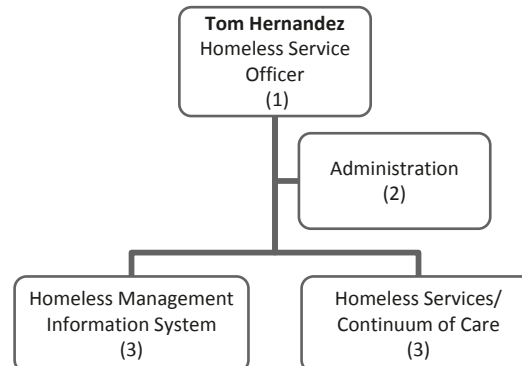 Tom Hernandez
Homeless Service
Officer
(1)
Administration
(2)
Homeless Management
Information System
(3)
Homeless Services/
Continuum of Care
(3)